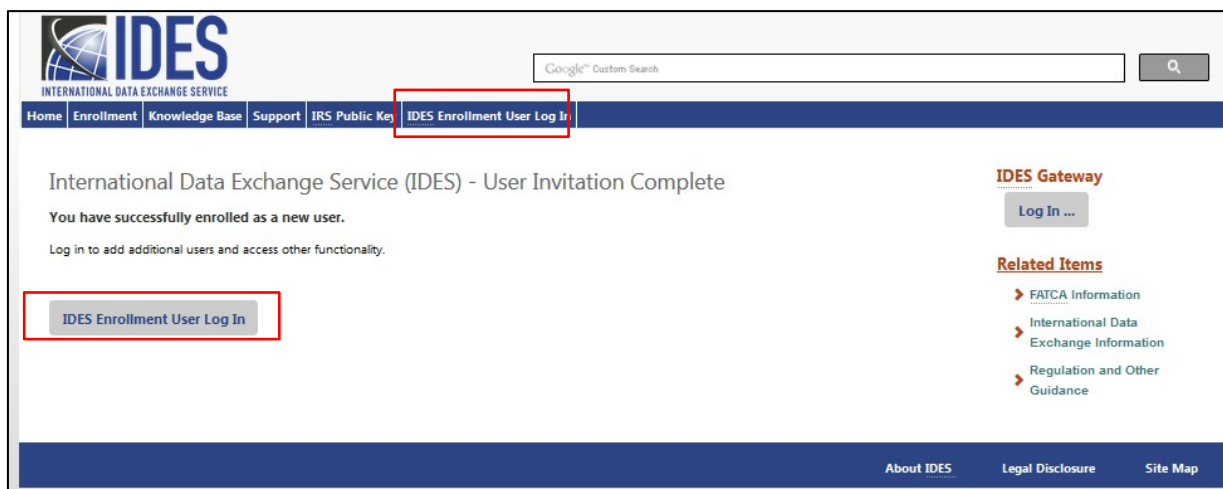 IDES
INTERNATIONAL DATA EXCHANGE SERVICE
Google™ Custom Search
Home Enrollment Knowledge Base Support IRS Public Key IDES Enrollment User Log In
International Data Exchange Service (IDES) - User Invitation Complete
You have successfully enrolled as a new user.
Log in to add additional users and access other functionality.
IDES Enrollment User Log In
IDES Gateway
Log In ...
Related Items
FATCA Information
International Data
Exchange Information
Regulation and Other
Guidance
About IDES Legal Disclosure Site Map